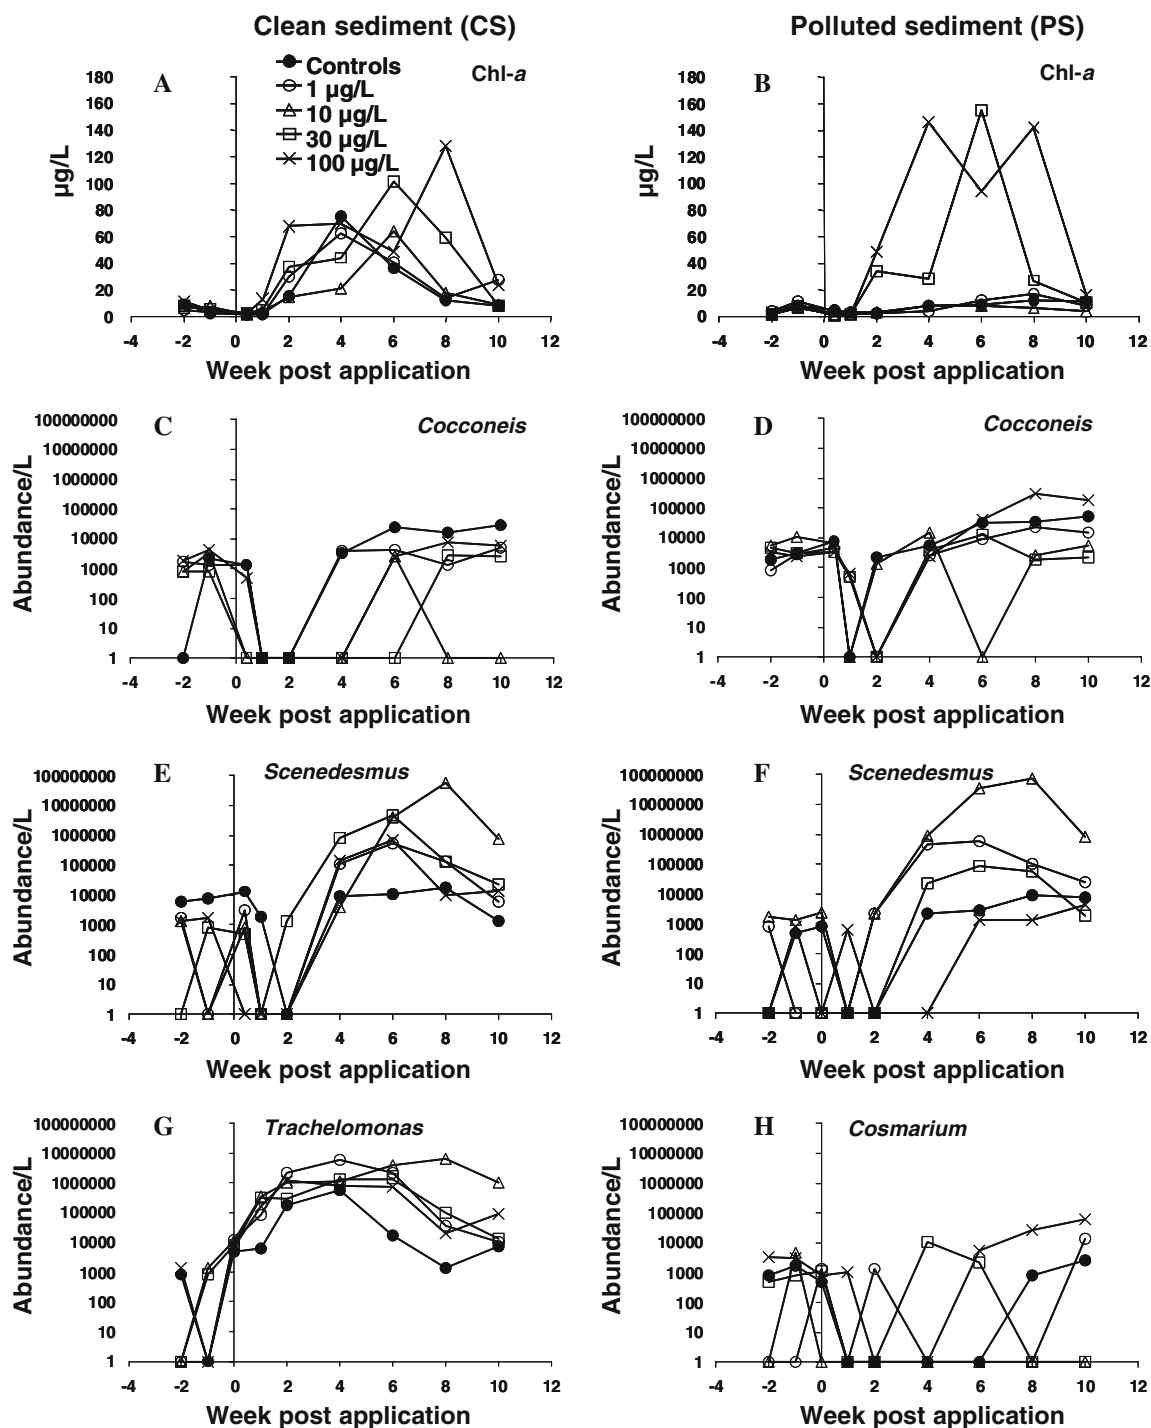 Clean sediment (CS)
Polluted sediment (PS)
A
Chl-a
Controls
1 µg/L
10 µg/L
30 µg/L
100 µg/L
180
160
140
120
100
80
60
40
20
0
µg/L
-4 -2 0 2 4 6 8 10 12
Week post application
B
Chl-a
180
160
140
120
100
80
60
40
20
0
µg/L
-4 -2 0 2 4 6 8 10 12
Week post application
C
Cocconeis
100000000
10000000
1000000
100000
10000
1000
100
10
1
Abundance/L
-4 -2 0 2 4 6 8 10 12
Week post application
D
Cocconeis
100000000
10000000
1000000
100000
10000
1000
100
10
1
Abundance/L
-4 -2 0 2 4 6 8 10 12
Week post application
E
Scenedesmus
100000000
10000000
1000000
100000
10000
1000
100
10
1
Abundance/L
-4 -2 0 2 4 6 8 10 12
Week post application
F
Scenedesmus
100000000
10000000
1000000
100000
10000
1000
100
10
1
Abundance/L
-4 -2 0 2 4 6 8 10 12
Week post application
G
Trachelomonas
100000000
10000000
1000000
100000
10000
1000
100
10
1
Abundance/L
-4 -2 0 2 4 6 8 10 12
Week post application
H
Cosmarium
100000000
10000000
1000000
100000
10000
1000
100
10
1
Abundance/L
-4 -2 0 2 4 6 8 10 12
Week post application